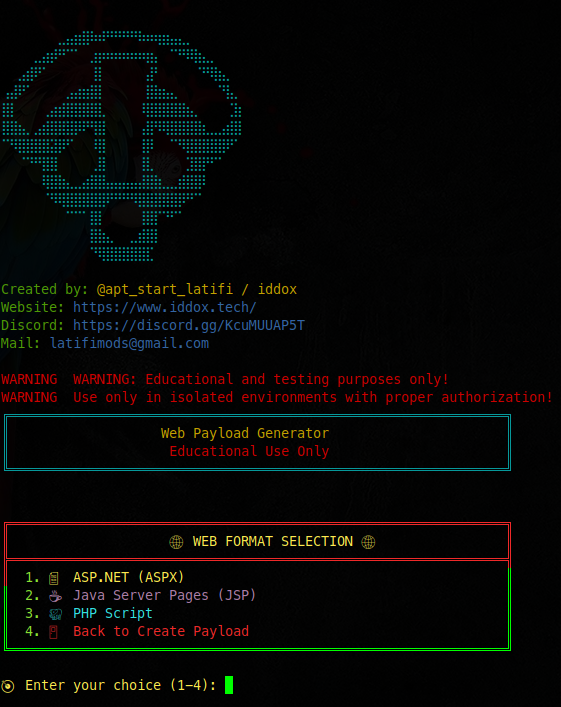 Created by: @apt_start_latifi / iddox
Website: https://www.iddox.tech/
Discord: https://discord.gg/KcuMUUAP5T
Mail: latifimods@gmail.com
WARNING  WARNING: Educational and testing purposes only!
WARNING  Use only in isolated environments with proper authorization!
Web Payload Generator
Educational Use Only
WEB FORMAT SELECTION
1. ASP.NET (ASPX)
2. Java Server Pages (JSP)
3. PHP Script
4. Back to Create Payload
Enter your choice (1-4):